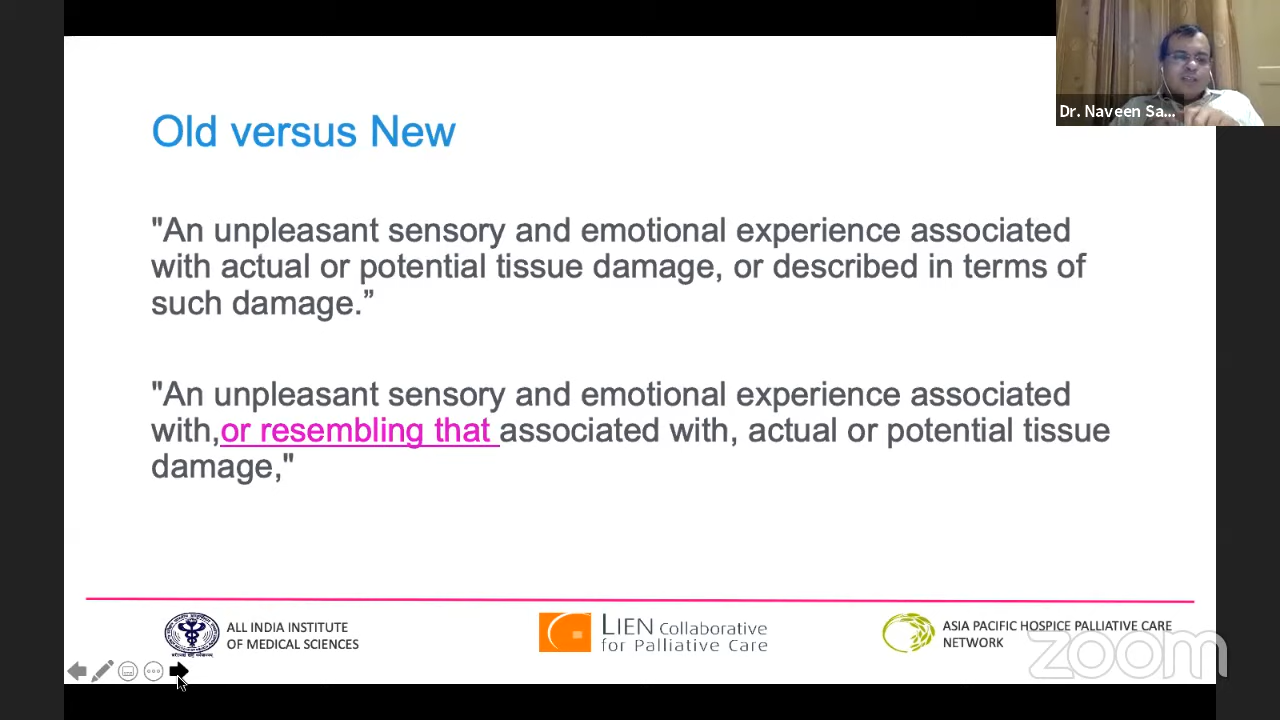 Dr. Naveen Sa...
Old versus New
"An unpleasant sensory and emotional experience associated
with actual or potential tissue damage, or described in terms of
such damage.”
"An unpleasant sensory and emotional experience associated
with,or resembling that associated with, actual or potential tissue
damage,"
ALL INDIA INSTITUTE
OF MEDICAL SCIENCES
LIEN Collaborative
for Palliative Care
ASIA PACIFIC HOSPICE PALLIATIVE CARE
NETWORK
zoom